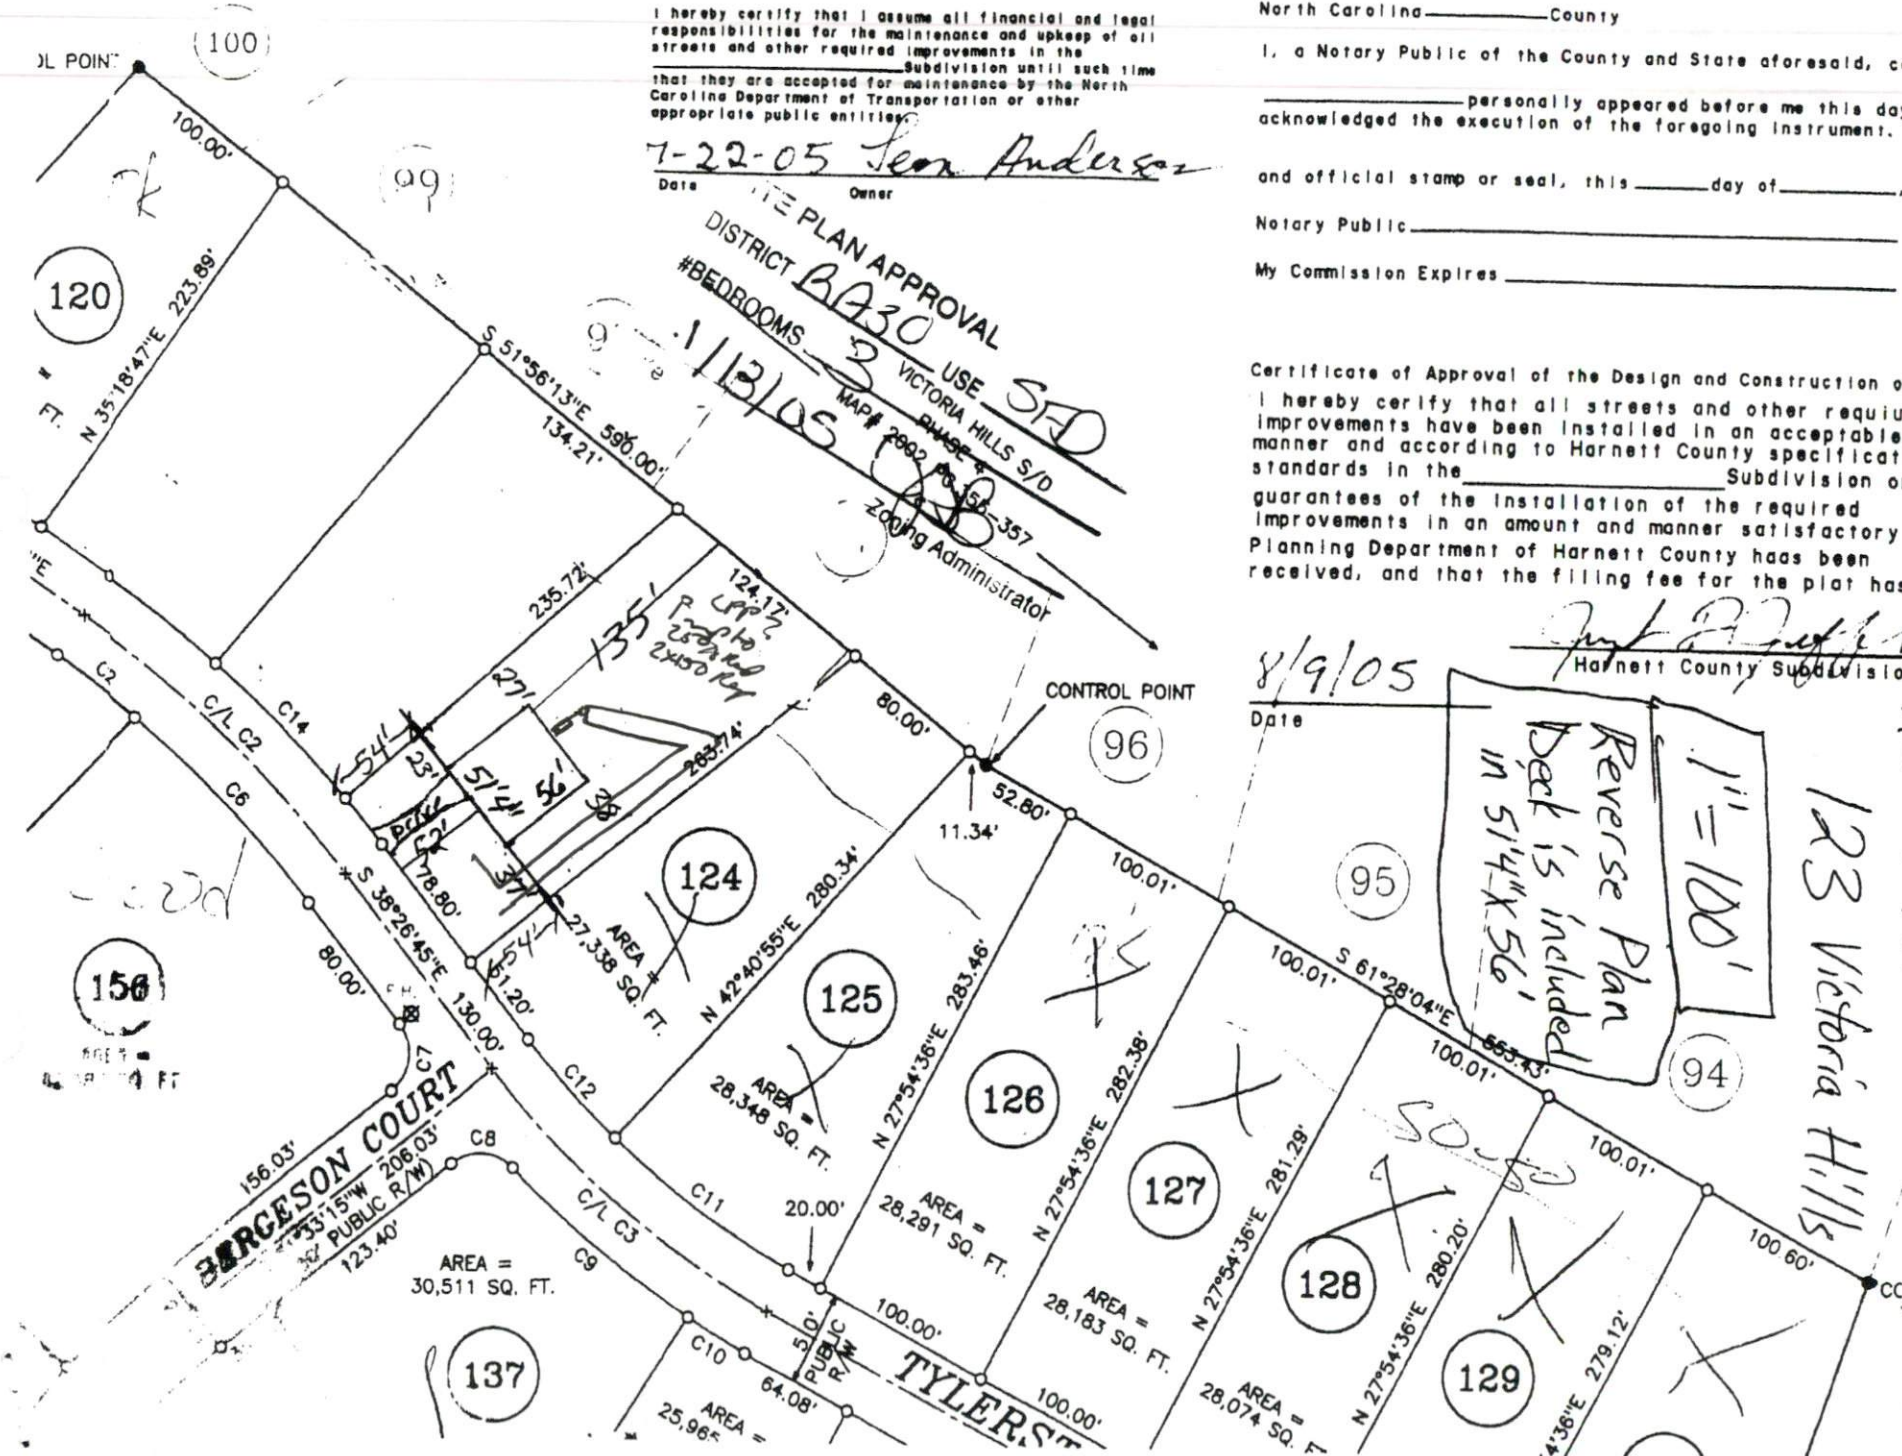 I hereby certify that I assume all financial and legal
responsibilities for the maintenance and upkeep of all
streets and other required improvements in the
Subdivision until such time
that they are accepted for maintenance by the North
Carolina Department of Transportation or other
appropriate public entities.
7-22-05 Leon Anderson
Date Owner
North Carolina County
I, a Notary Public of the County and State aforesaid,
personally appeared before me this
acknowledged the execution of the foregoing instrument.
and official stamp or seal, this day of
Notary Public
My Commission Expires
Certificate of Approval of the Design and Construction
I hereby cerify that all streets and other
improvements have been installed in an acceptable
manner and according to Harnett County
standards in the Subdivision
guarantees of the installation of the required
improvements in an amount and manner satisfactory
Planning Department of Harnett County haas been
received, and that the filling fee for the plat has
8/9/05
Date
Harnett County
PLAN APPROVAL
DISTRICT RA30 USE SFD
#BEDROOMS 3
VICTORIA HILLS S/D
PHASE 4
MAP# 2002
Zoning Administrator
POINT
100
99
100.00'
120
FT.
N 35°18'47"E 223.89'
S 51°56'13"E 590.00'
134.21'
235.72'
135'
124.17'
27'
80.00'
CONTROL POINT
96
52.80'
11.34'
C14
C2
C/L C2
C6
54'
23'
51'4"
56'
52'
37'
78.80'
263.74'
124
AREA =
27,338 SQ. FT.
54'
61.20'
S 38°26'45"E 130.00'
80.00'
156
C7
C12
N 42°40'55"E 280.34'
125
AREA =
28,348 SQ. FT.
N 27°54'36"E 283.46'
100.01'
95
126
AREA =
28,291 SQ. FT.
N 27°54'36"E 282.38'
100.01'
S 61°28'04"E 553.43'
127
AREA =
28,183 SQ. FT.
N 27°54'36"E 281.29'
100.01'
94
128
AREA =
28,074 SQ.
N 27°54'36"E 280.20'
100.01'
129
279.12'
100.60'
156.03'
COURT
206.03'
PUBLIC R/W)
123.40'
C8
C9
C/L C3
C11
20.00'
AREA =
30,511 SQ. FT.
137
C10
64.08'
AREA =
PUBLIC
R/W
100.00'
100.00'
1"=100'
Reverse Plan
Deck is included
in 51'4"X56'
123 Victoria Hills